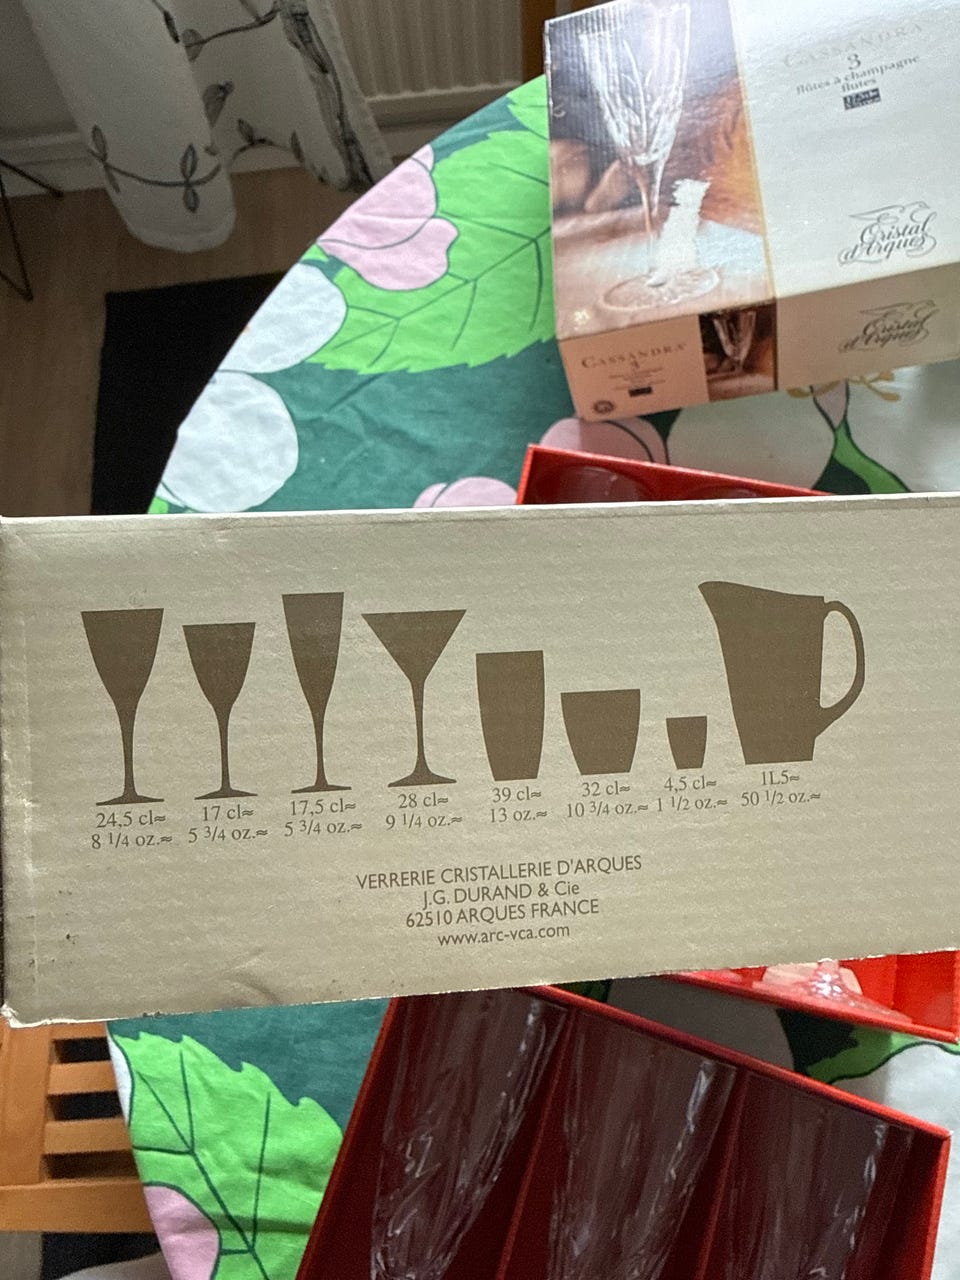 CASSANDRA
3
flûtes à champagne
flutes
Cristal
d'Arques
Cristal
d'Arques
CASSANDRA
3
24,5 cl≈
8 1/4 oz.≈
17 cl≈
5 3/4 oz.≈
17,5 cl≈
5 3/4 oz.≈
28 cl≈
9 1/4 oz.≈
39 cl≈
13 oz.≈
32 cl≈
10 3/4 oz.≈
4,5 cl≈
1 1/2 oz.≈
1L5≈
50 1/2 oz.≈
VERRERIE CRISTALLERIE D'ARQUES
J.G. DURAND & Cie
62510 ARQUES FRANCE
www.arc-vca.com